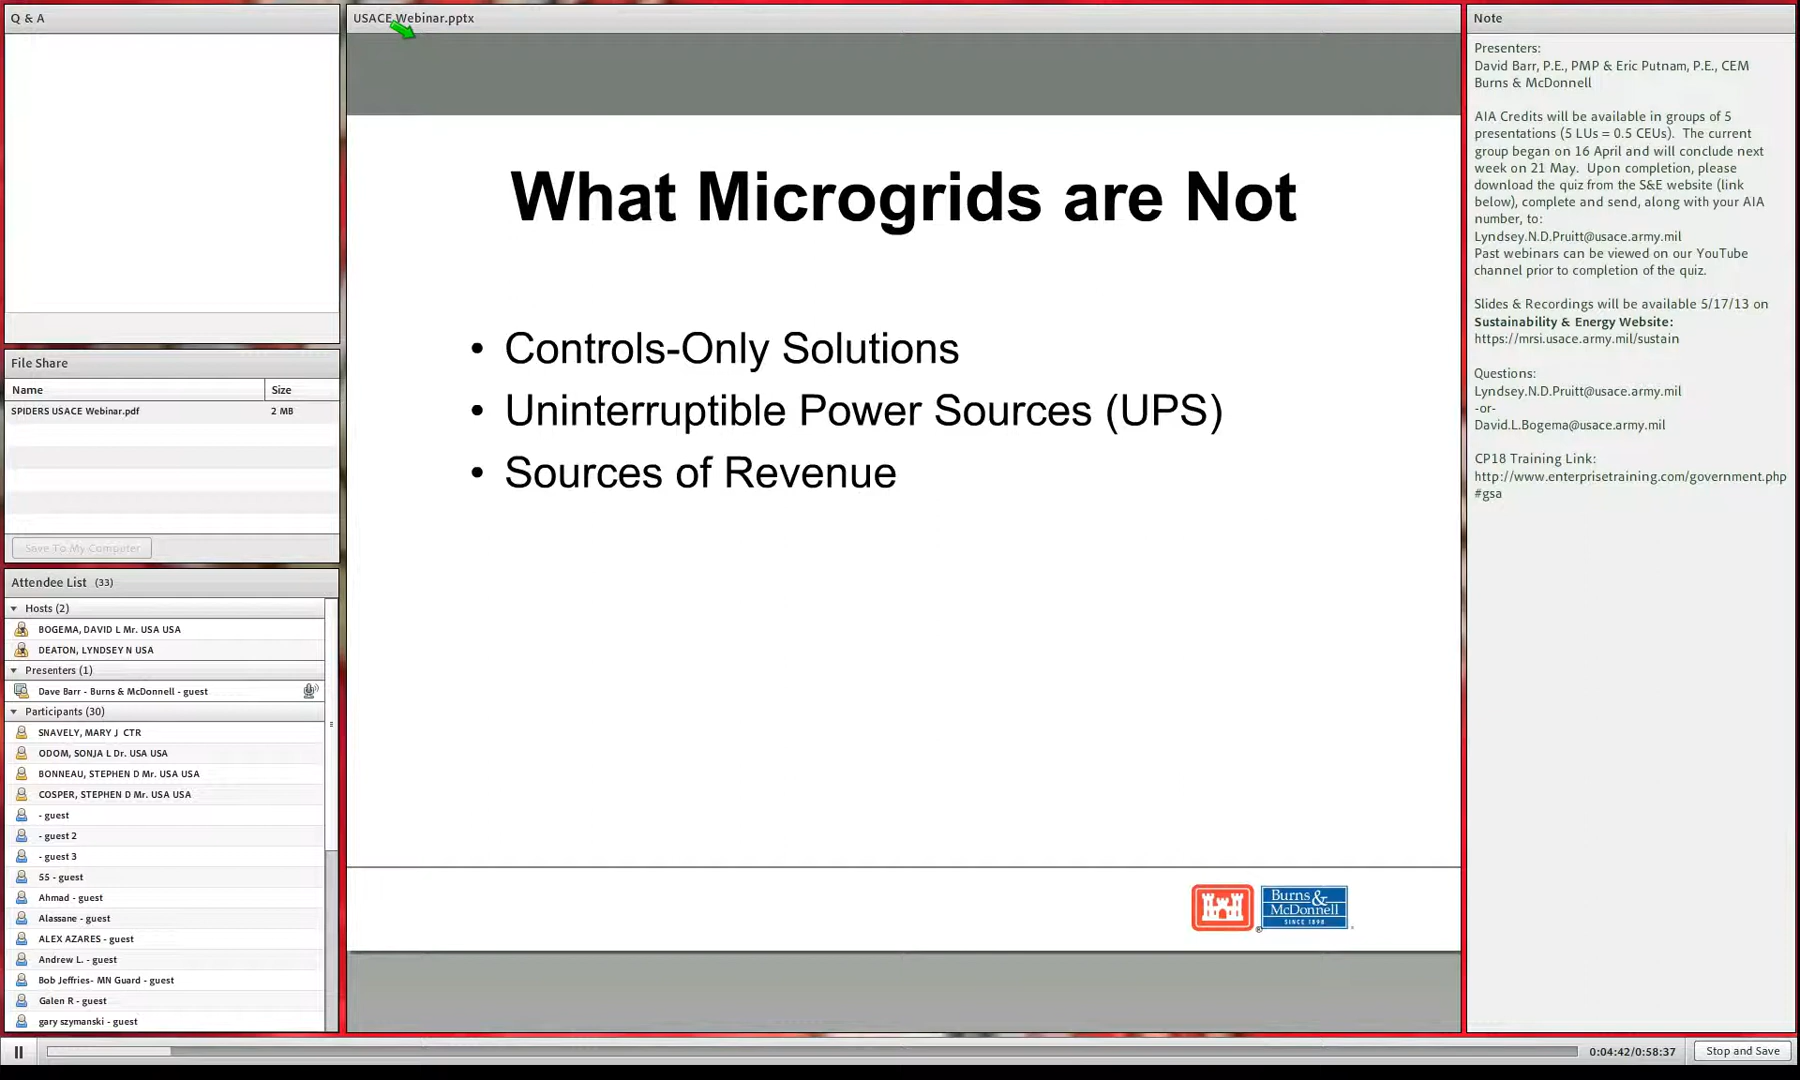 Q & A
USACE Webinar.pptx
Note
What Microgrids are Not
• Controls-Only Solutions
• Uninterruptible Power Sources (UPS)
• Sources of Revenue
Burns &
McDonnell
SINCE 1898
File Share
Name Size
SPIDERS USACE Webinar.pdf 2 MB
Save To My Computer
Attendee List (33)
Hosts (2)
BOGEMA, DAVID L Mr. USA USA
DEATON, LYNDSEY N USA
Presenters (1)
Dave Barr - Burns & McDonnell - guest
Participants (30)
SNAVELY, MARY J CTR
ODOM, SONJA L Dr. USA USA
BONNEAU, STEPHEN D Mr. USA USA
COSPER, STEPHEN D Mr. USA USA
- guest
- guest 2
- guest 3
55 - guest
Ahmad - guest
Alassane - guest
ALEX AZARES - guest
Andrew L. - guest
Bob Jeffries- MN Guard - guest
Galen R - guest
gary szymanski - guest
Presenters:
David Barr, P.E., PMP & Eric Putnam, P.E., CEM
Burns & McDonnell
AIA Credits will be available in groups of 5
presentations (5 LUs = 0.5 CEUs). The current
group began on 16 April and will conclude next
week on 21 May. Upon completion, please
download the quiz from the S&E website (link
below), complete and send, along with your AIA
number, to:
Lyndsey.N.D.Pruitt@usace.army.mil
Past webinars can be viewed on our YouTube
channel prior to completion of the quiz.
Slides & Recordings will be available 5/17/13 on
Sustainability & Energy Website:
https://mrsi.usace.army.mil/sustain
Questions:
Lyndsey.N.D.Pruitt@usace.army.mil
-or-
David.L.Bogema@usace.army.mil
CP18 Training Link:
http://www.enterprisetraining.com/government.php
#gsa
0:04:42/0:58:37
Stop and Save